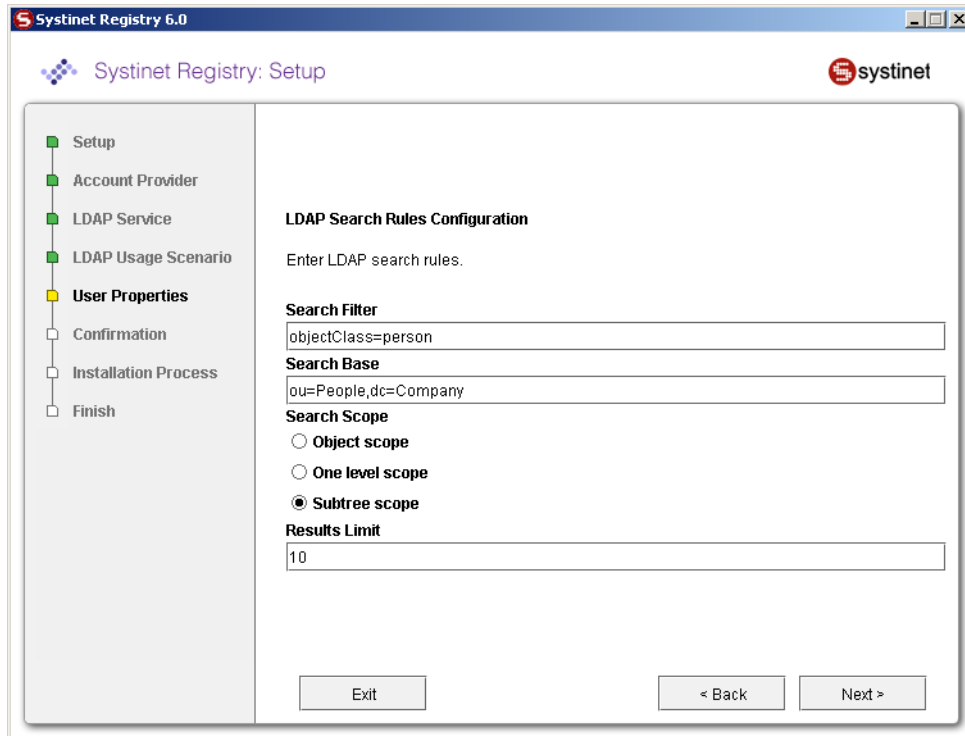 Systinet Registry 6.0
Systinet Registry: Setup
systinet
Setup
Account Provider
LDAP Service
LDAP Usage Scenario
User Properties
Confirmation
Installation Process
Finish
LDAP Search Rules Configuration
Enter LDAP search rules.
Search Filter
objectClass=person
Search Base
ou=People,dc=Company
Search Scope
Object scope
One level scope
Subtree scope
Results Limit
10
Exit
< Back
Next >